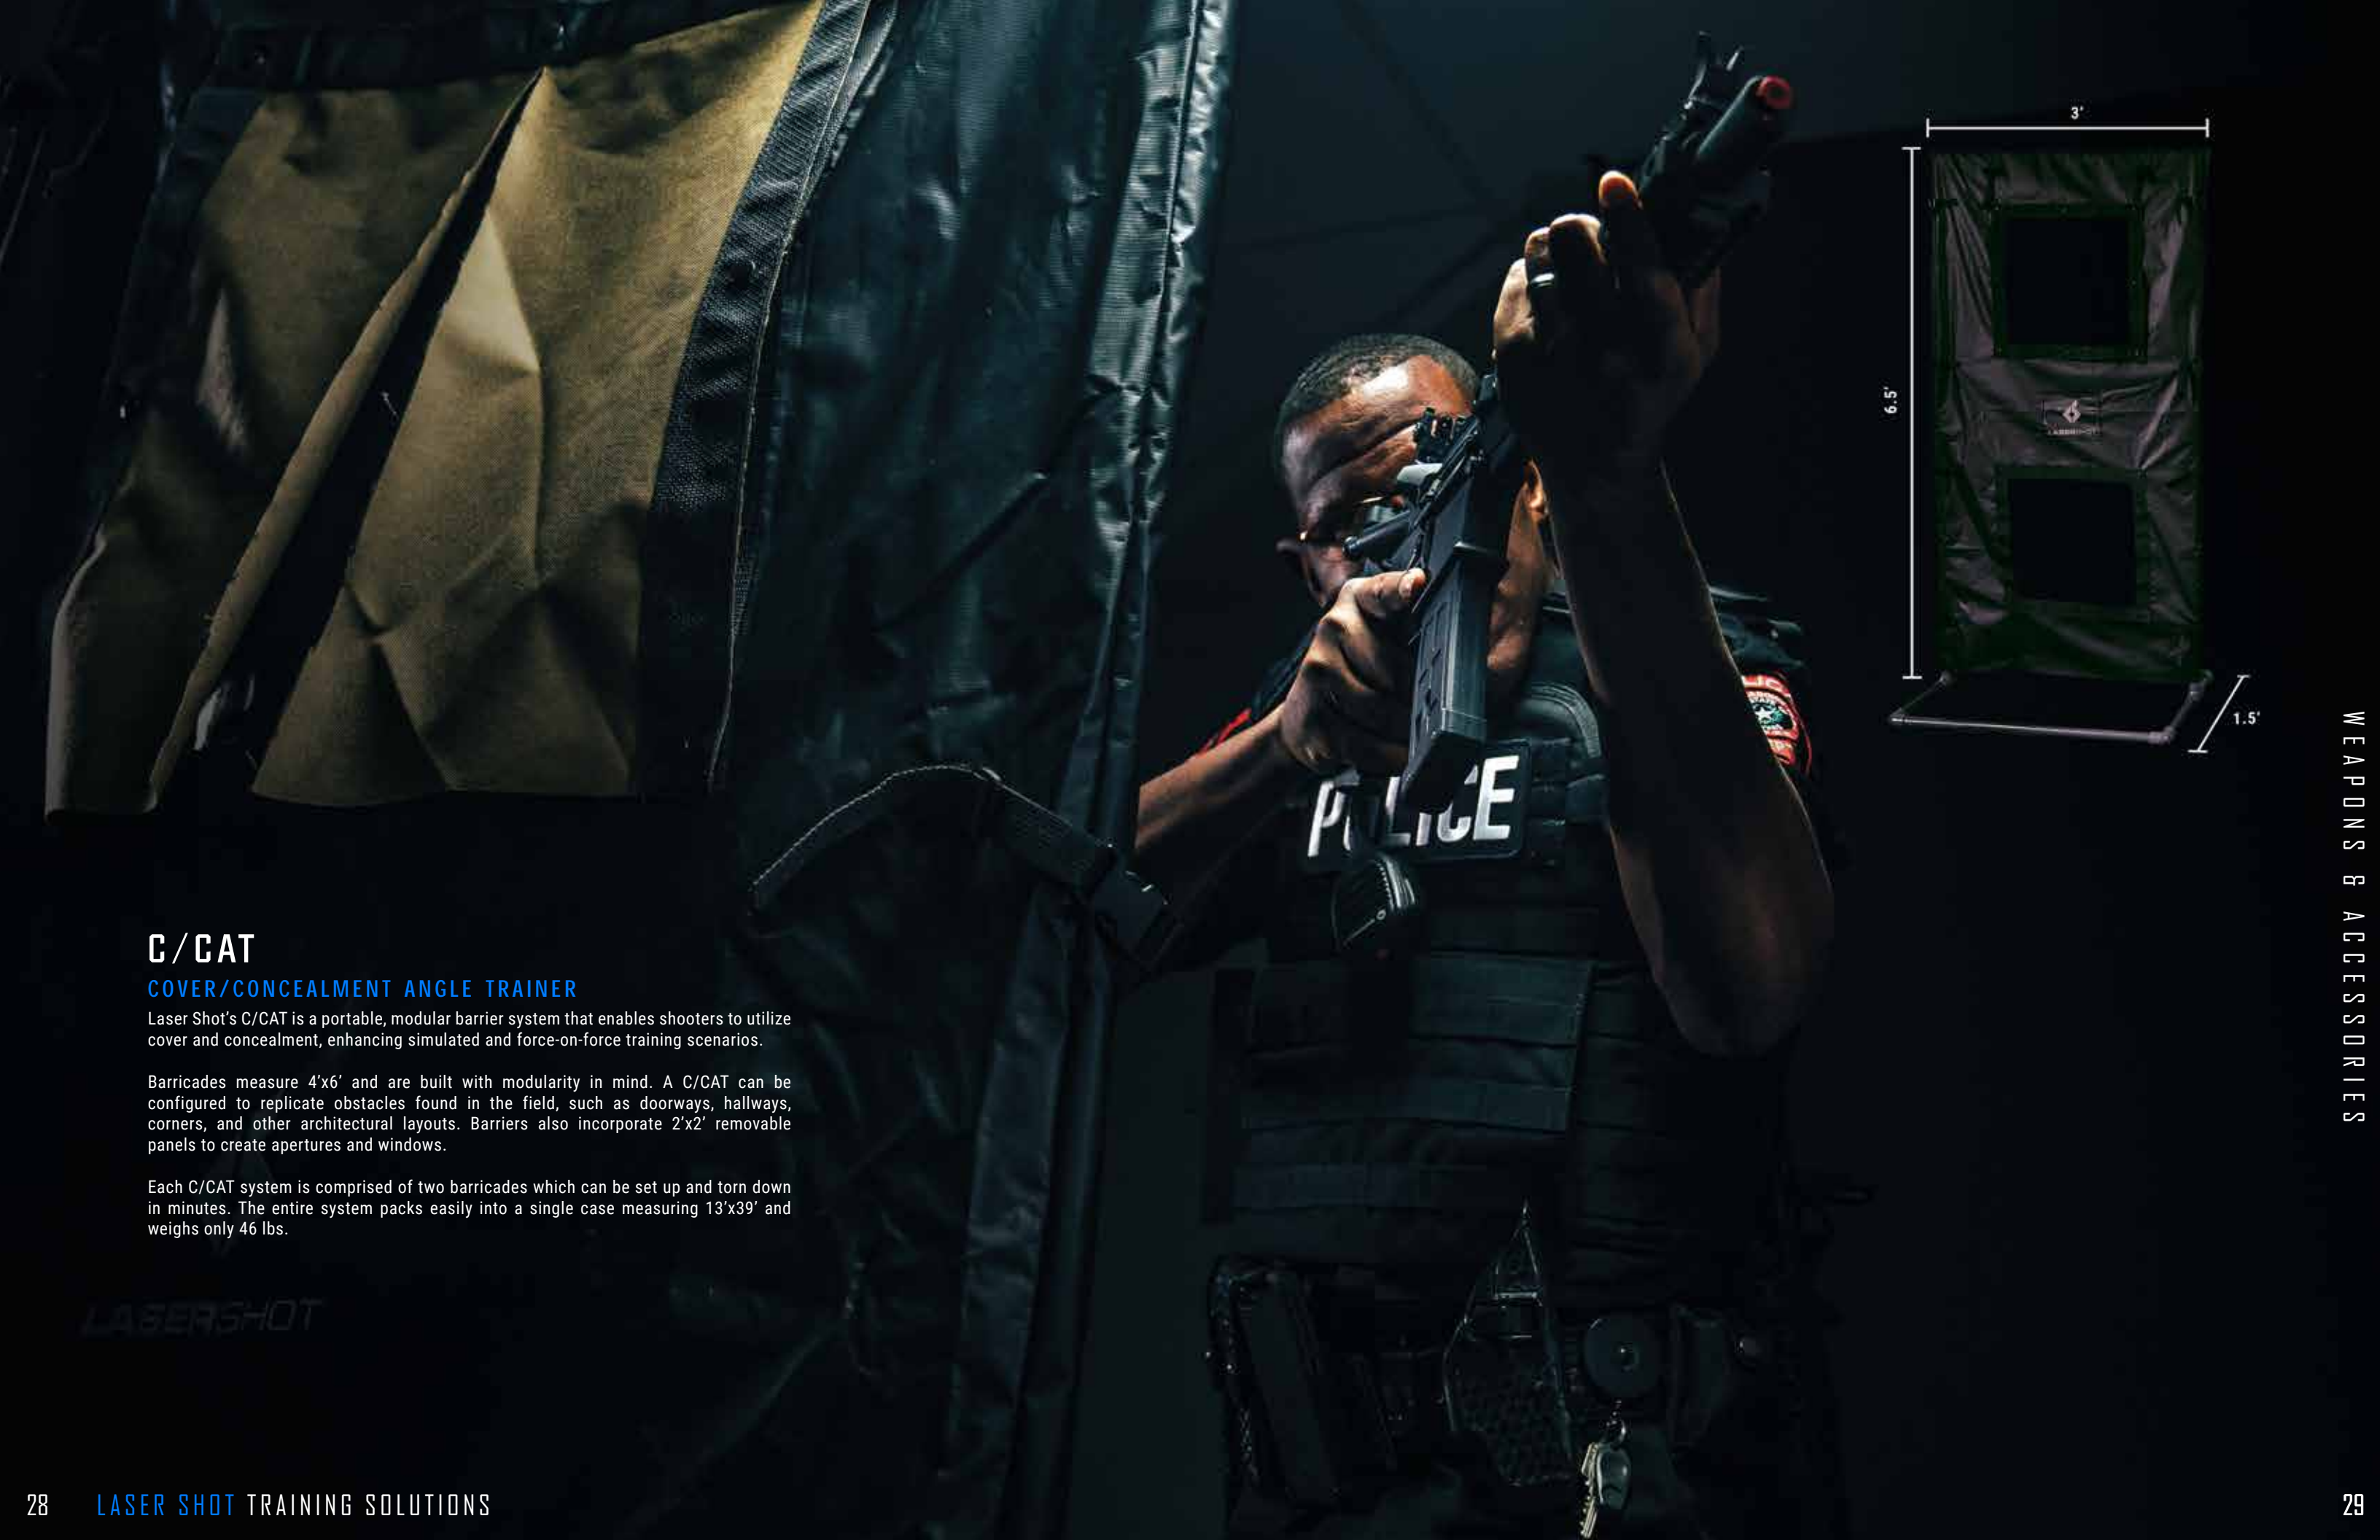 C/CAT
COVER/CONCEALMENT ANGLE TRAINER
Laser Shot’s C/CAT is a portable, modular barrier system that enables shooters to utilize
cover and concealment, enhancing simulated and force-on-force training scenarios.
Barricades measure 4’x6’ and are built with modularity in mind. A C/CAT can be
configured to replicate obstacles found in the field, such as doorways, hallways,
corners, and other architectural layouts. Barriers also incorporate 2’x2’ removable
panels to create apertures and windows.
Each C/CAT system is comprised of two barricades which can be set up and torn down
in minutes. The entire system packs easily into a single case measuring 13’x39’ and
weighs only 46 lbs.
LASERSHOT
28
LASER SHOT TRAINING SOLUTIONS
POLICE
3’
6.5’
LASERSHOT
1.5’
WEAPONS & ACCESSORIES
29